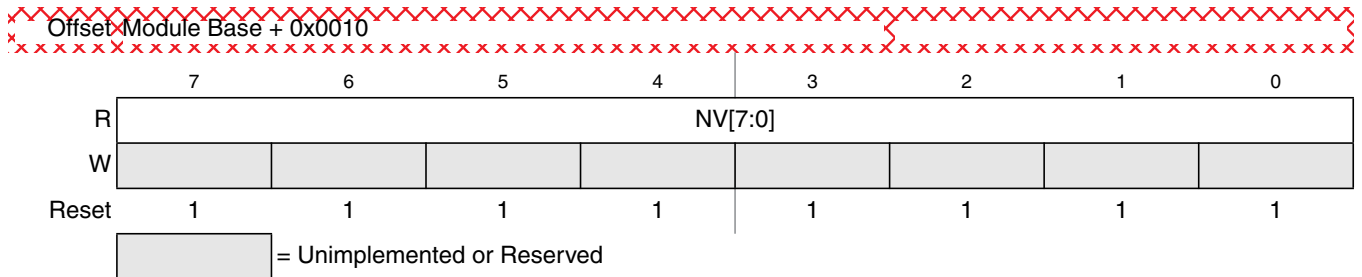 Offset Module Base + 0x0010
7 6 5 4 3 2 1 0
R NV[7:0]
W
Reset 1 1 1 1 1 1 1 1
= Unimplemented or Reserved